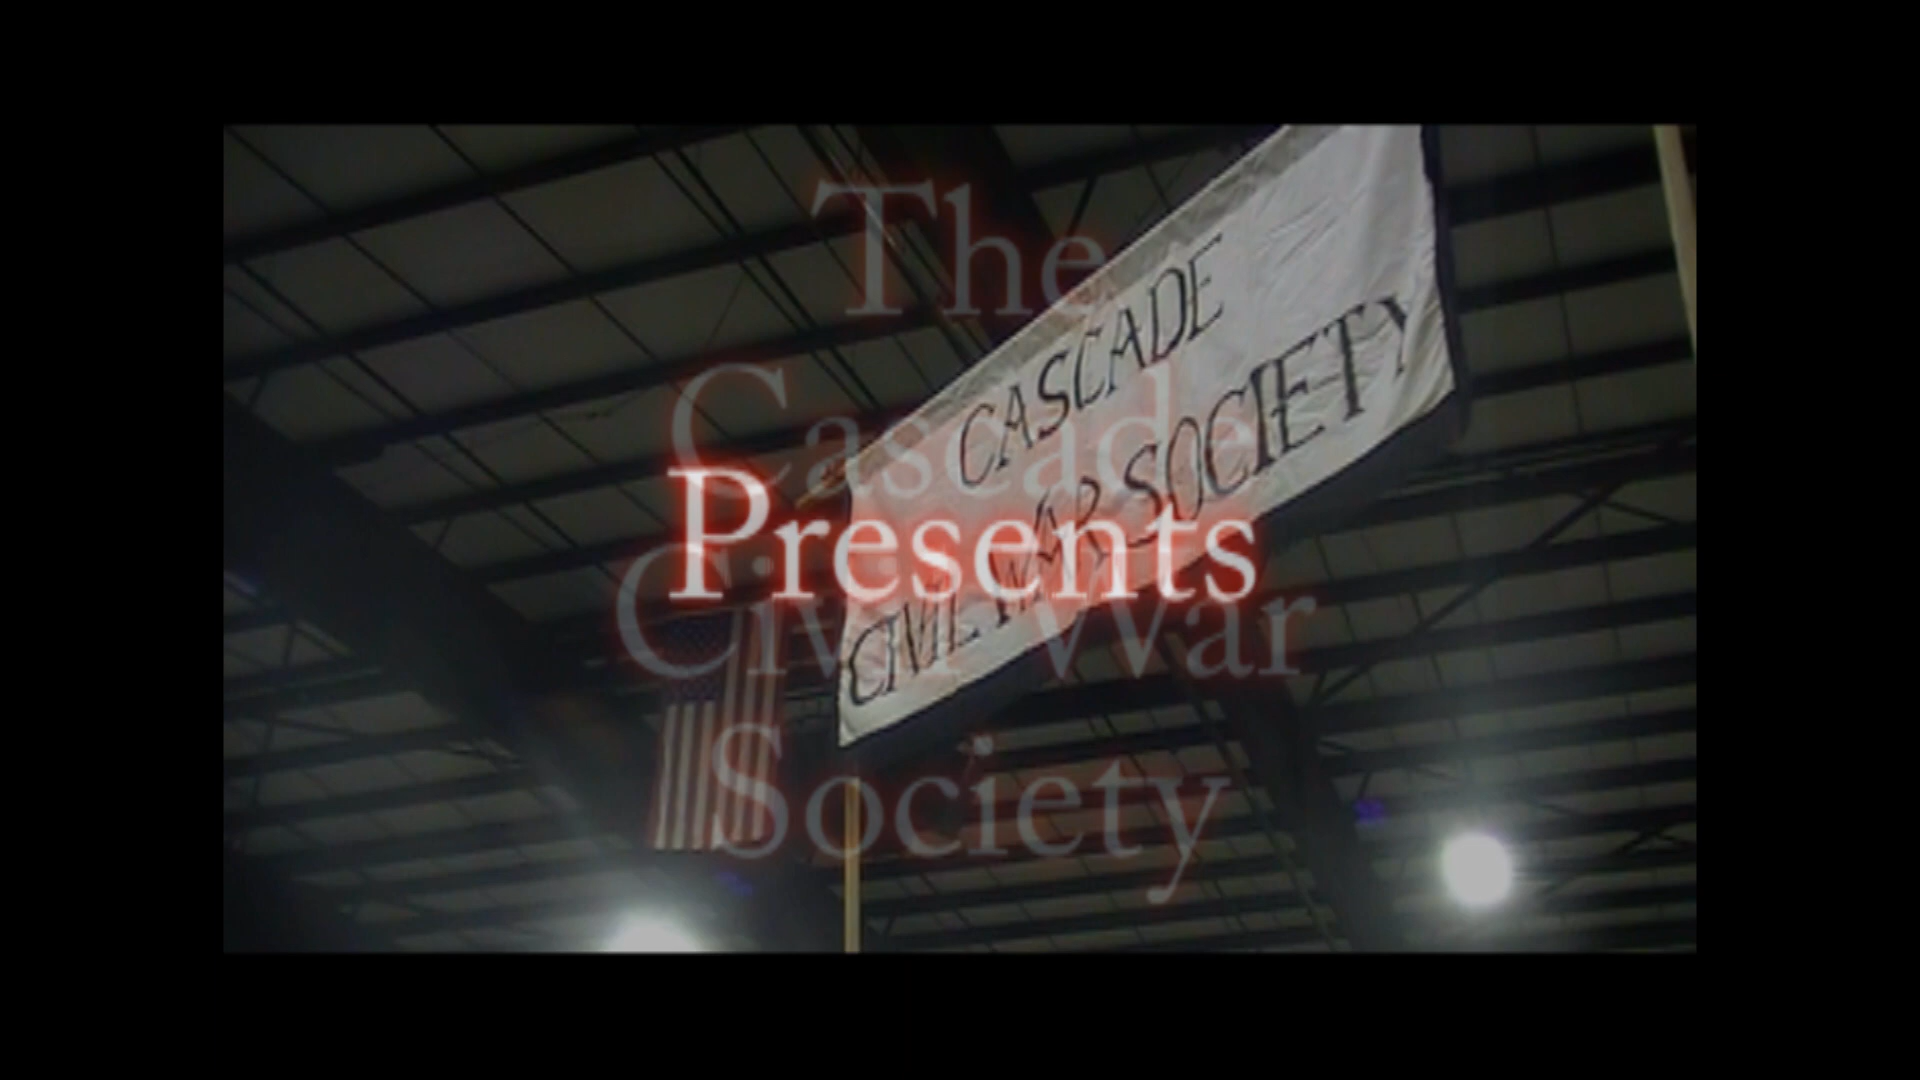 The
Cascade
Civil War
Society
Presents
CASCADE
CIVIL WAR SOCIETY